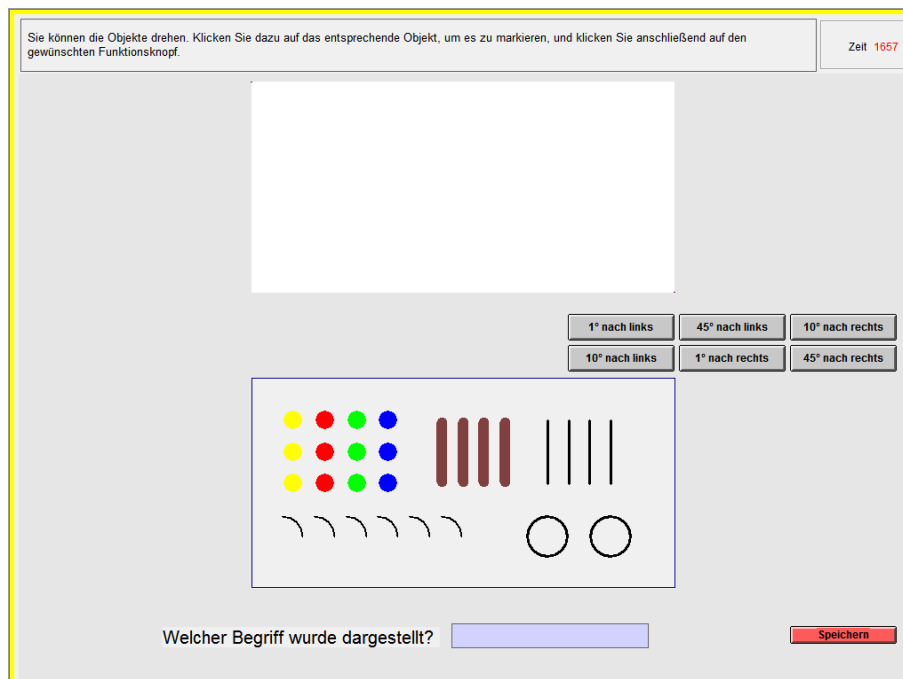 Sie können die Objekte drehen. Klicken Sie dazu auf das entsprechende Objekt, um es zu markieren, und klicken Sie anschließend auf den
gewünschten Funktionsknopf.
Zeit 1657
1° nach links
45° nach links
10° nach rechts
10° nach links
1° nach rechts
45° nach rechts
Welcher Begriff wurde dargestellt?
Speichern